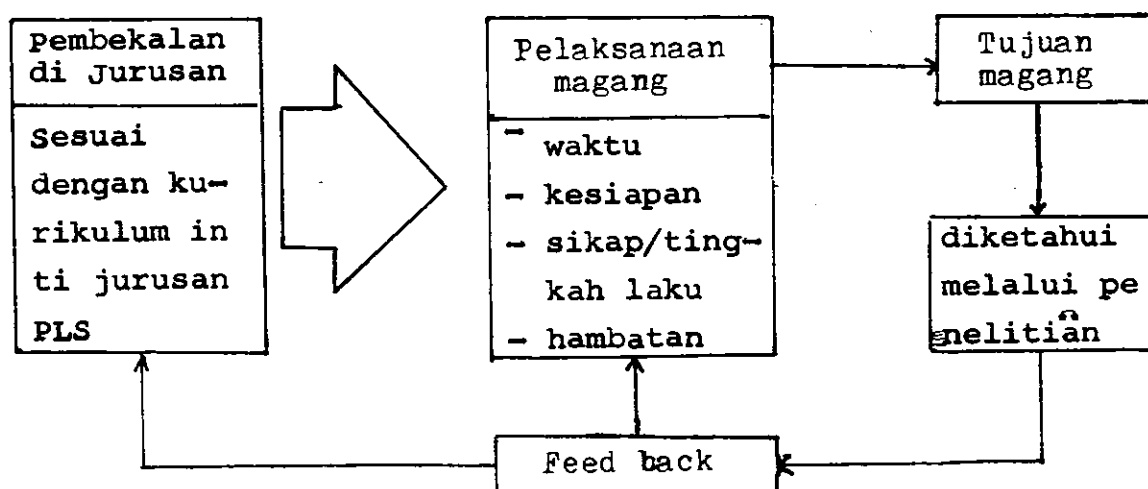 Pembekalan
di Jurusan
Sesuai
dengan ku-
rikulum in
ti jurusan
PLS
Pelaksanaan
magang
- waktu
- kesiapan
- sikap/ting-
kah laku
- hambatan
Tujuan
magang
diketahui
melalui pe
nelitian
Feed back